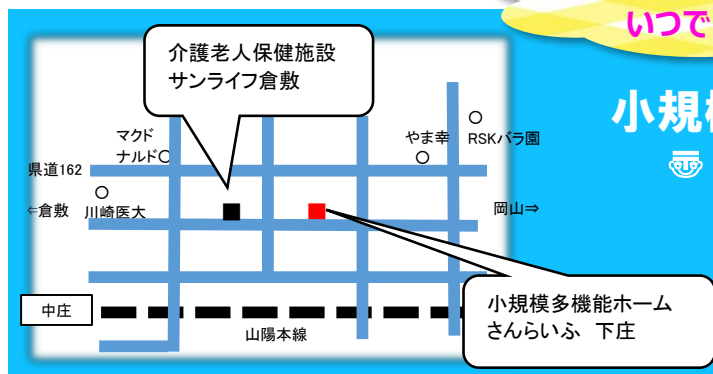 いつで
介護老人保健施設
サンライフ倉敷
小規模
マクド
ナルド
やま幸
RSKバラ園
県道162
⇐倉敷
川崎医大
岡山⇒
中庄
山陽本線
小規模多機能ホーム
さんらいふ 下庄